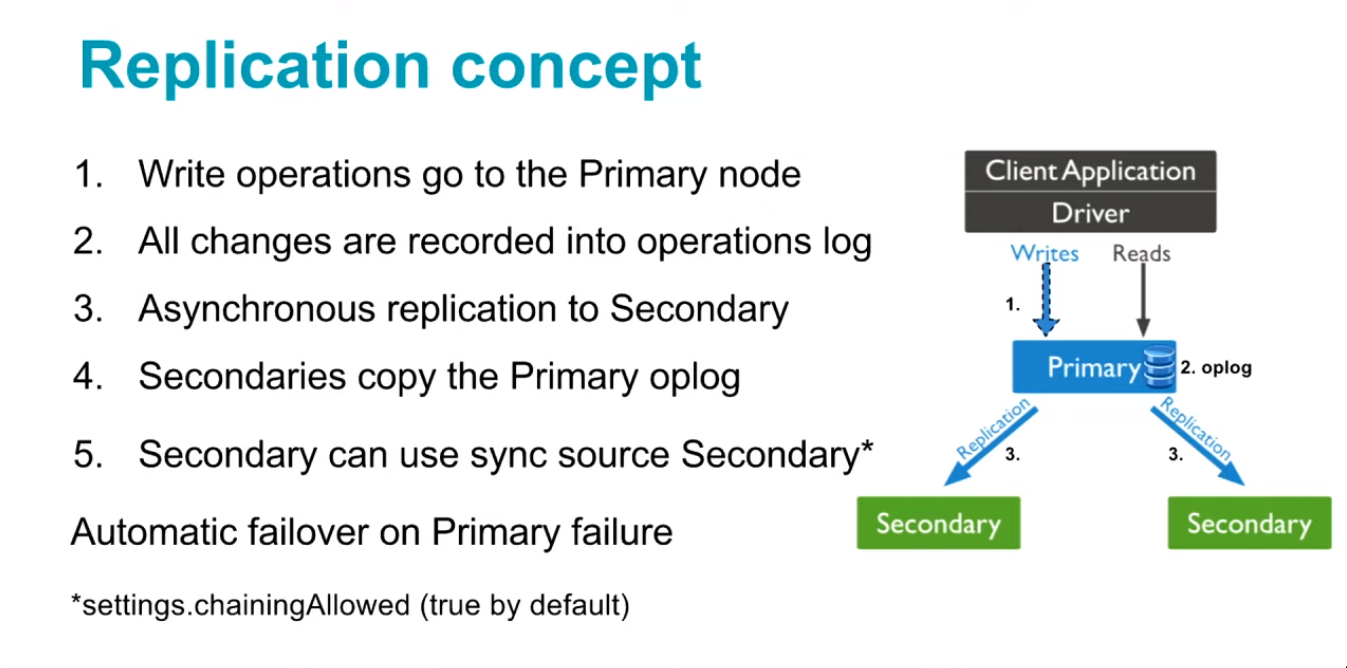 Replication concept
1. Write operations go to the Primary node
2. All changes are recorded into operations log
3. Asynchronous replication to Secondary
4. Secondaries copy the Primary oplog
5. Secondary can use sync source Secondary*
Automatic failover on Primary failure
*settings.chainingAllowed (true by default)
Client Application
Driver
Writes Reads
1.
Primary 2. oplog
Replication Replication
3. 3.
Secondary Secondary